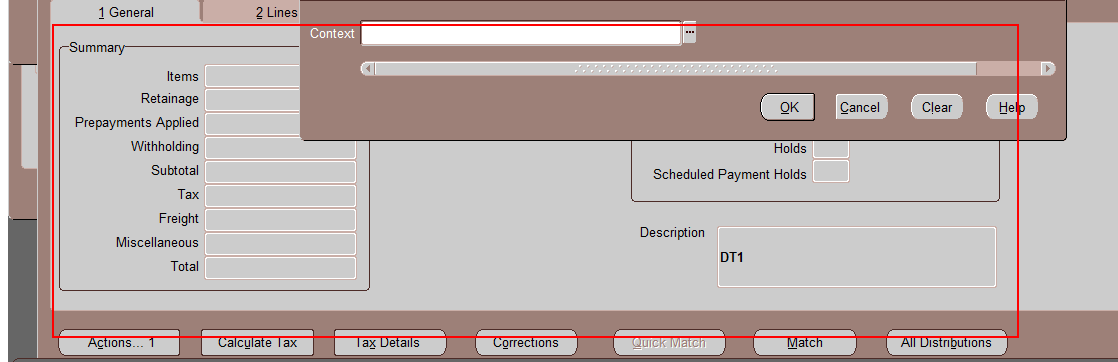 1 General
2 Lines
Context
...
Summary
Items
Retainage
Prepayments Applied
Withholding
Subtotal
Tax
Freight
Miscellaneous
Total
OK
Cancel
Clear
Help
Holds
Scheduled Payment Holds
Description
DT1
Actions... 1
Calculate Tax
Tax Details
Corrections
Quick Match
Match
All Distributions